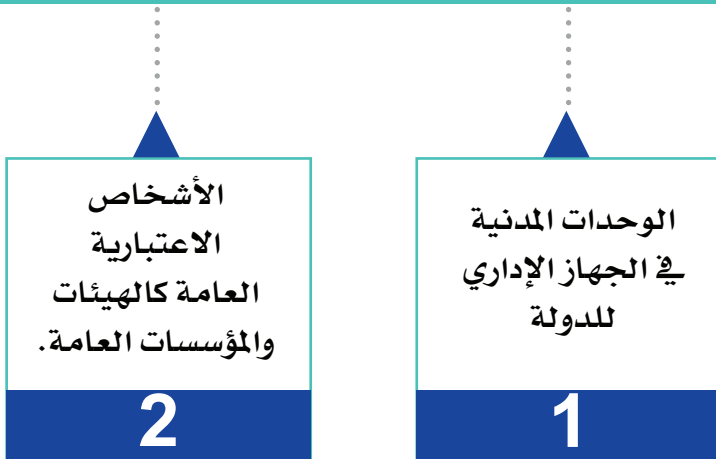 الوحدات المدنية
في الجهاز الإداري
للدولة
1
الأشخاص
الاعتبارية
العامة كالهيئات
والمؤسسات العامة.
2